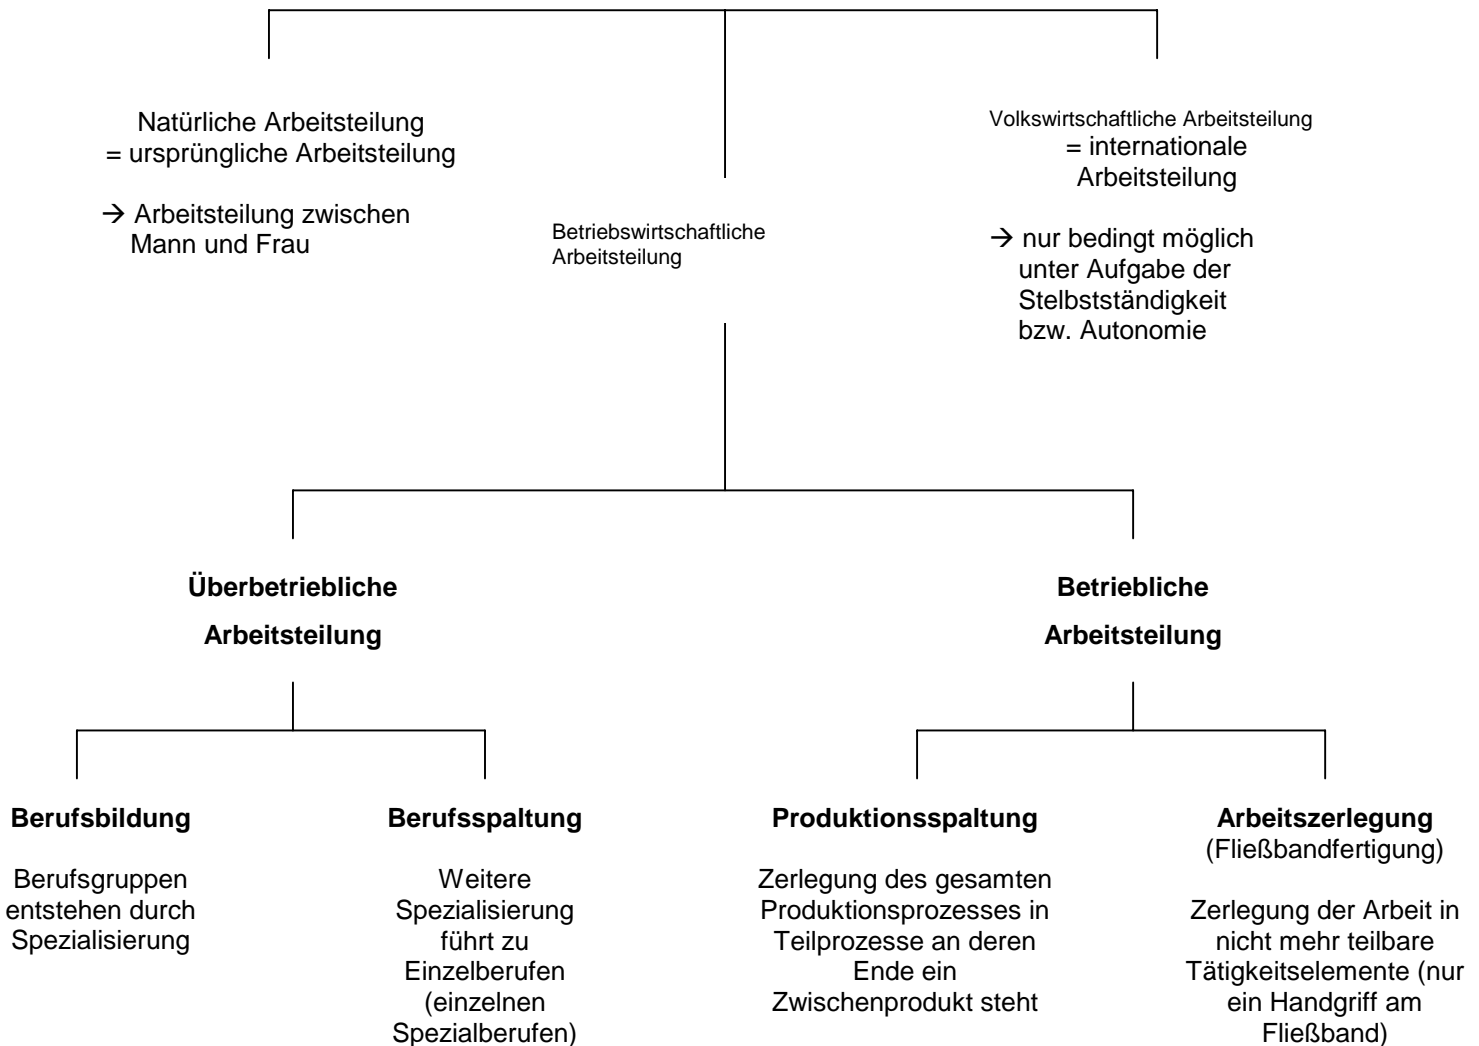 Natürliche Arbeitsteilung
= ursprüngliche Arbeitsteilung
→ Arbeitsteilung zwischen
Mann und Frau
Betriebswirtschaftliche
Arbeitsteilung
Volkswirtschaftliche Arbeitsteilung
= internationale
Arbeitsteilung
→ nur bedingt möglich
unter Aufgabe der
Stelbstständigkeit
bzw. Autonomie
Überbetriebliche
Arbeitsteilung
Betriebliche
Arbeitsteilung
Berufsbildung
Berufsgruppen
entstehen durch
Spezialisierung
Berufsspaltung
Weitere
Spezialisierung
führt zu
Einzelberufen
(einzelnen
Spezialberufen)
Produktionsspaltung
Zerlegung des gesamten
Produktionsprozesses in
Teilprozesse an deren
Ende ein
Zwischenprodukt steht
Arbeitszerlegung
(Fließbandfertigung)
Zerlegung der Arbeit in
nicht mehr teilbare
Tätigkeitselemente (nur
ein Handgriff am
Fließband)